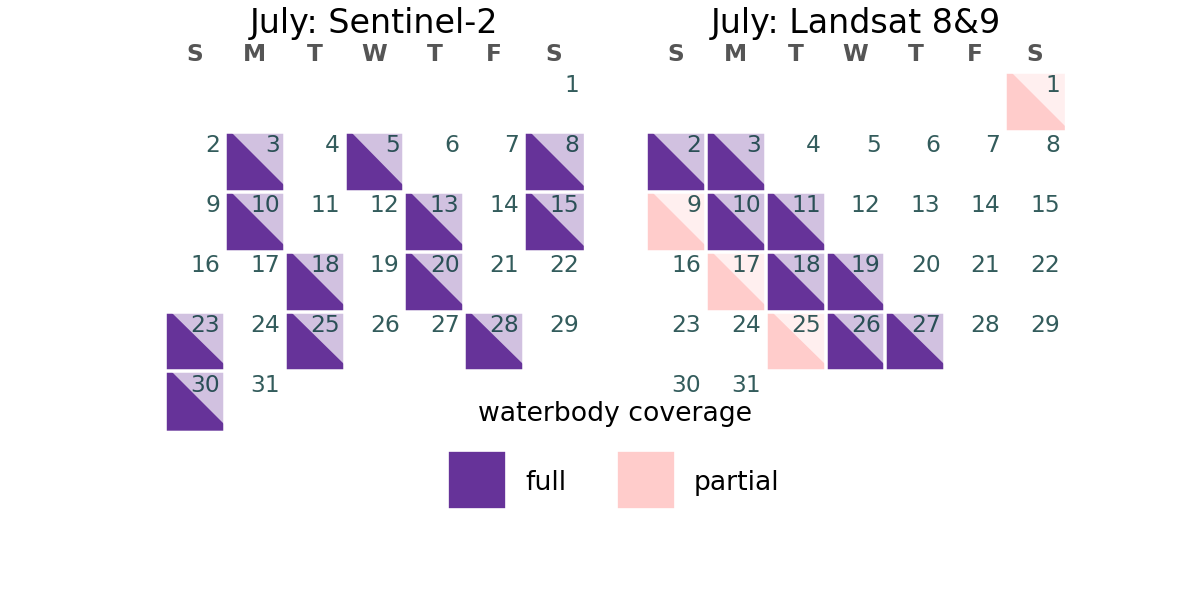 July: Sentinel-2
S M T W T F S
1
2 3 4 5 6 7 8
9 10 11 12 13 14 15
16 17 18 19 20 21 22
23 24 25 26 27 28 29
30 31
July: Landsat 8&9
S M T W T F S
1
2 3 4 5 6 7 8
9 10 11 12 13 14 15
16 17 18 19 20 21 22
23 24 25 26 27 28 29
30 31
waterbody coverage
full partial